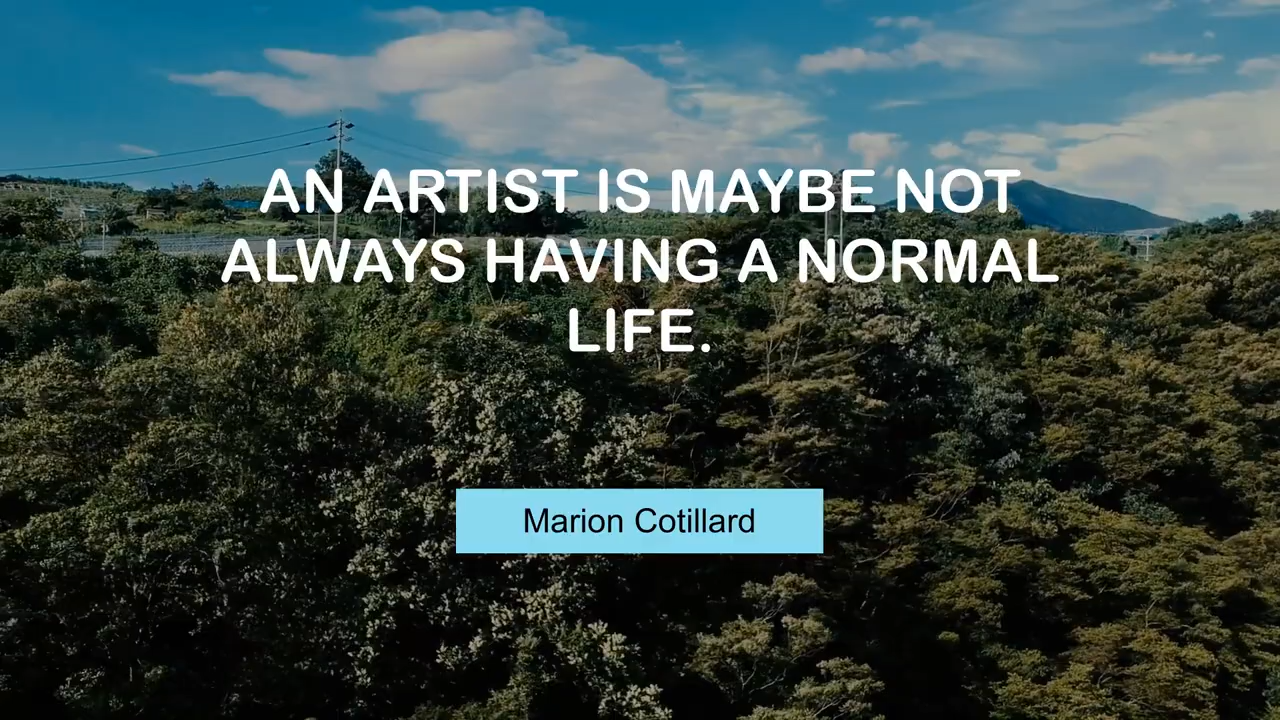 AN ARTIST IS MAYBE NOT
ALWAYS HAVING A NORMAL
LIFE.
Marion Cotillard